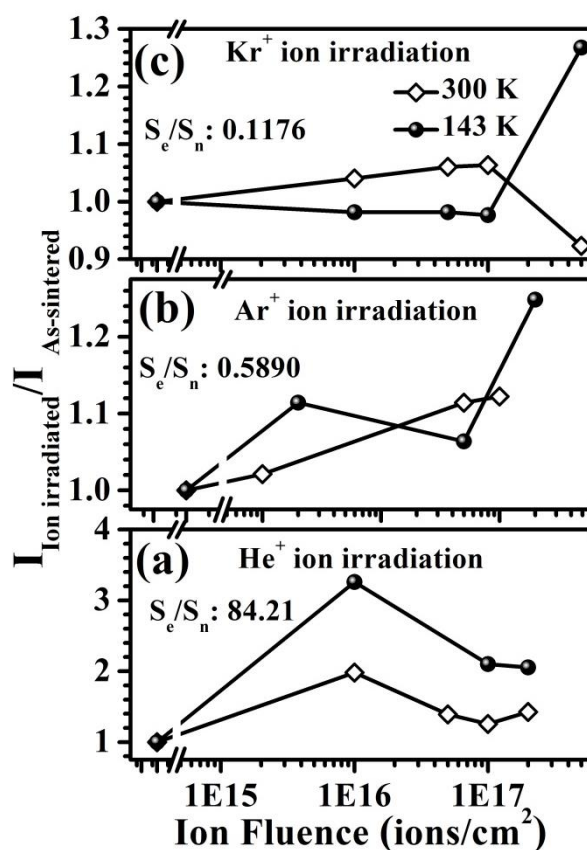 I Ion irradiated/I As-sintered
(c) Kr+ ion irradiation
◇ 300 K
● 143 K
Se/Sn: 0.1176
1.3
1.2
1.1
1.0
0.9
(b) Ar+ ion irradiation
Se/Sn: 0.5890
1.2
1.1
1.0
(a) He+ ion irradiation
Se/Sn: 84.21
4
3
2
1
1E15 1E16 1E17
Ion Fluence (ions/cm2)